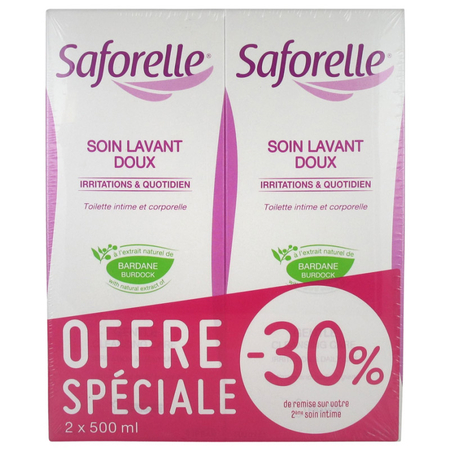 Saforelle®
SOIN LAVANT
DOUX
IRRITATIONS & QUOTIDIEN
Toilette intime et corporelle
à l'extrait naturel de
BARDANE
BURDOCK
with natural extract of
Saforelle®
SOIN LAVANT
DOUX
IRRITATIONS & QUOTIDIEN
Toilette intime et corporelle
à l'extrait naturel de
BARDANE
BURDOCK
with natural extract of
OFFRE
SPÉCIALE
2 x 500 ml
-30%
de remise sur votre
2ème soin intime